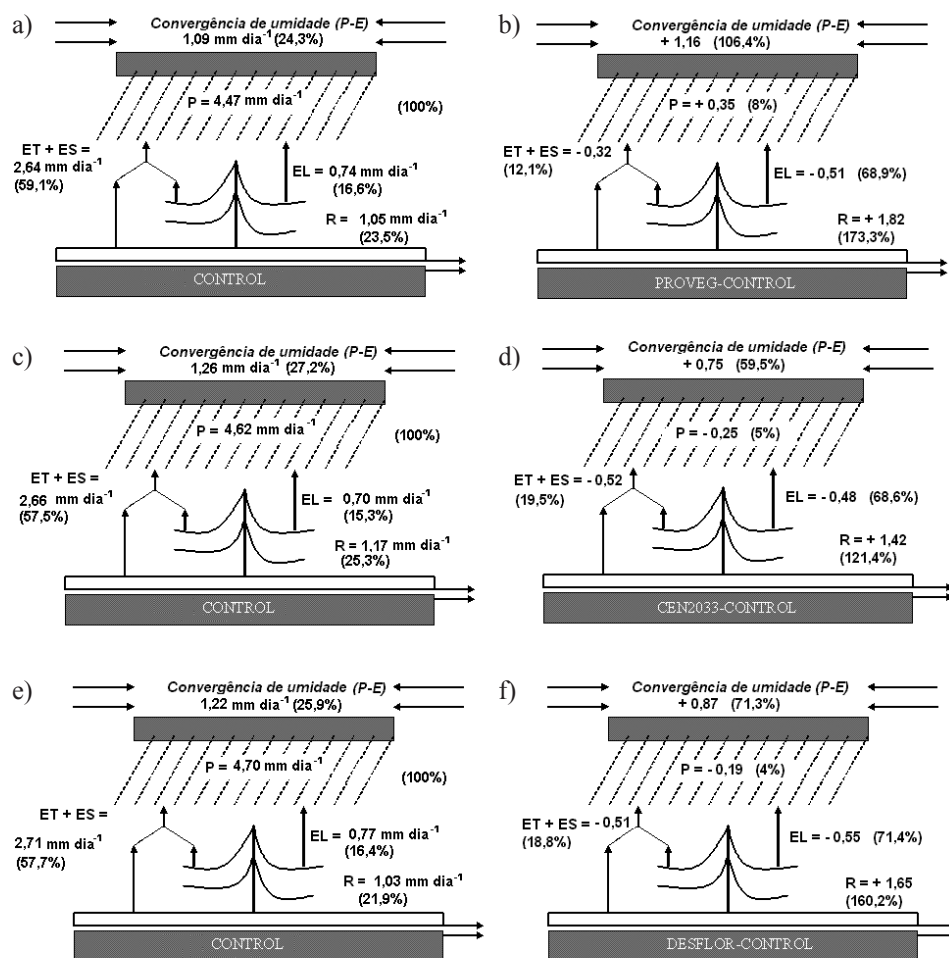 a)
Convergência de umidade (P-E)
1,09 mm dia⁻¹ (24,3%)
P = 4,47 mm dia⁻¹
(100%)
ET + ES =
2,64 mm dia⁻¹
(59,1%)
EL = 0,74 mm dia⁻¹
(16,6%)
R = 1,05 mm dia⁻¹
(23,5%)
CONTROL
b)
Convergência de umidade (P-E)
+ 1,16 (106,4%)
P = + 0,35 (8%)
ET + ES = - 0,32
(12,1%)
EL = - 0,51 (68,9%)
R = + 1,82
(173,3%)
PROVEG-CONTROL
c)
Convergência de umidade (P-E)
1,26 mm dia⁻¹ (27,2%)
P = 4,62 mm dia⁻¹
(100%)
ET + ES =
2,66 mm dia⁻¹
(57,5%)
EL = 0,70 mm dia⁻¹
(15,3%)
R = 1,17 mm dia⁻¹
(25,3%)
CONTROL
d)
Convergência de umidade (P-E)
+ 0,75 (59,5%)
P = - 0,25 (5%)
ET + ES = - 0,52
(19,5%)
EL = - 0,48 (68,6%)
R = + 1,42
(121,4%)
CEN2033-CONTROL
e)
Convergência de umidade (P-E)
1,22 mm dia⁻¹ (25,9%)
P = 4,70 mm dia⁻¹
(100%)
ET + ES =
2,71 mm dia⁻¹
(57,7%)
EL = 0,77 mm dia⁻¹
(16,4%)
R = 1,03 mm dia⁻¹
(21,9%)
CONTROL
f)
Convergência de umidade (P-E)
+ 0,87 (71,3%)
P = - 0,19 (4%)
ET + ES = - 0,51
(18,8%)
EL = - 0,55 (71,4%)
R = + 1,65
(160,2%)
DESFLOR-CONTROL